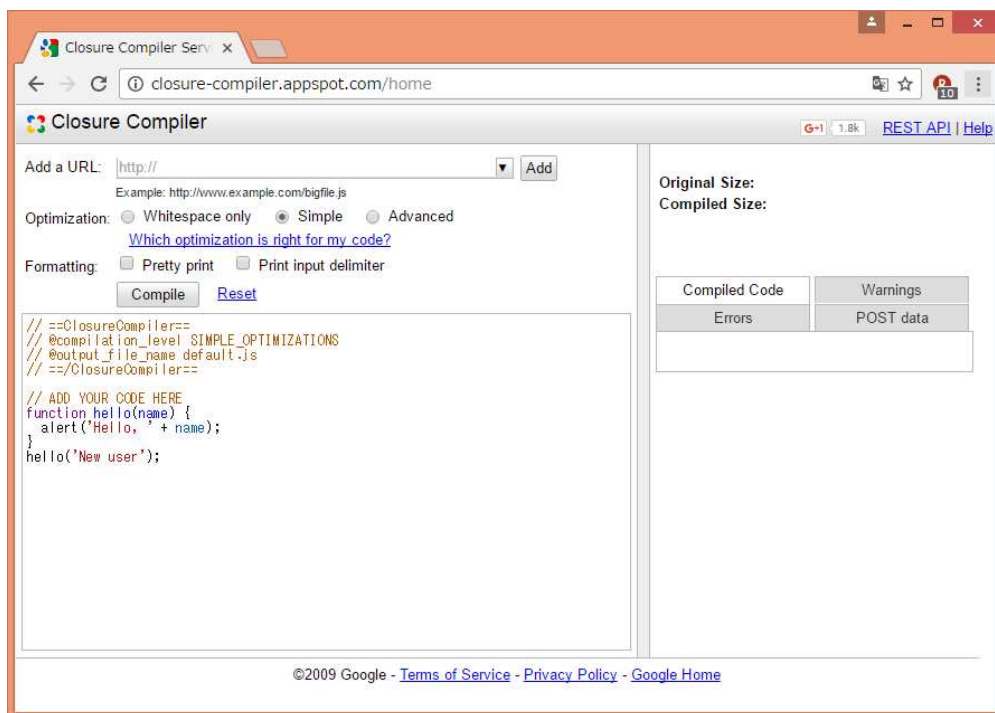 Closure Compiler Serv
closure-compiler.appspot.com/home
10
Closure Compiler
G+1 1.8k REST API | Help
Add a URL: http:// Add
Example: http://www.example.com/bigfile.js
Optimization: Whitespace only Simple Advanced
Which optimization is right for my code?
Formatting: Pretty print Print input delimiter
Compile Reset
// ==ClosureCompiler==
// @compilation_level SIMPLE_OPTIMIZATIONS
// @output_file_name default.js
// ==/ClosureCompiler==
// ADD YOUR CODE HERE
function hello(name) {
alert('Hello, ' + name);
}
hello('New user');
Original Size:
Compiled Size:
Compiled Code Warnings
Errors POST data
©2009 Google - Terms of Service - Privacy Policy - Google Home